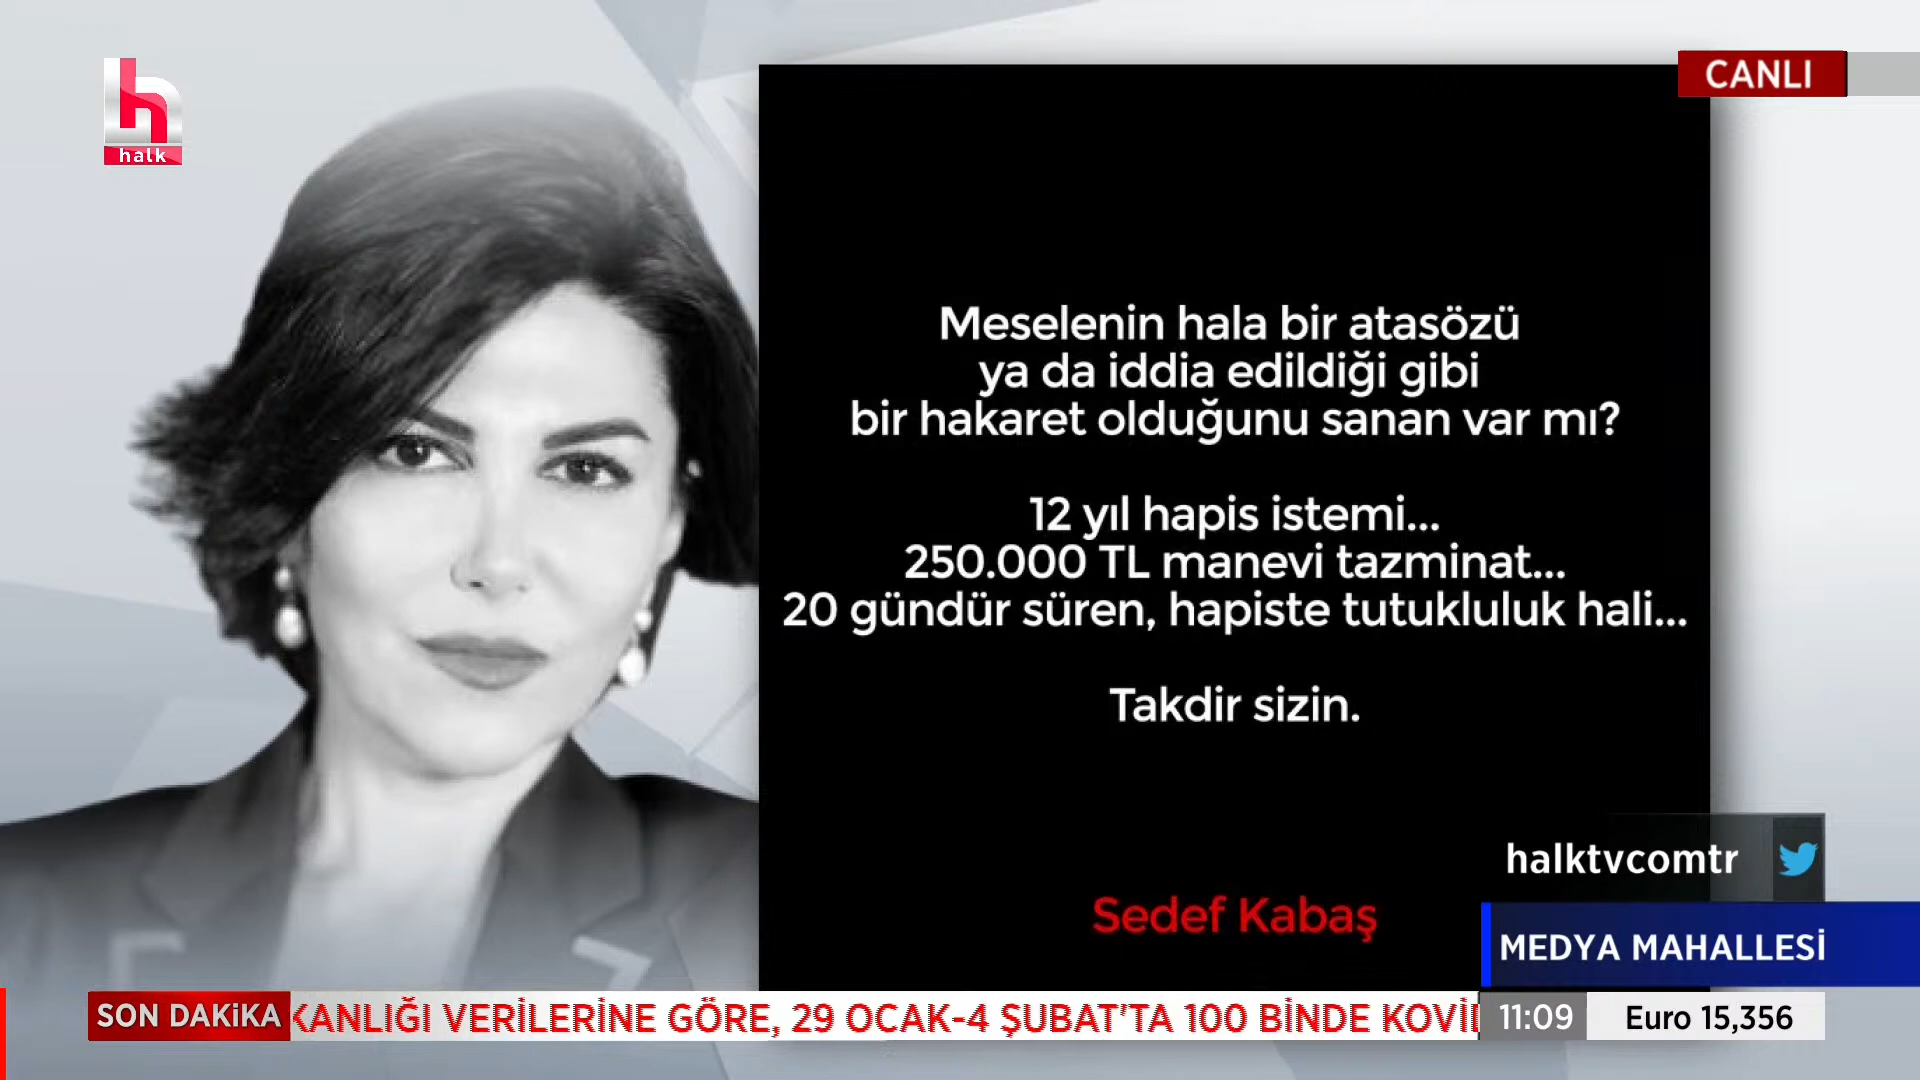 halk
CANLI
Meselenin hala bir atasözü
ya da iddia edildiği gibi
bir hakaret olduğunu sanan var mı?
12 yıl hapis istemi...
250.000 TL manevi tazminat...
20 gündür süren, hapiste tutukluluk hali...
Takdir sizin.
Sedef Kabaş
halktvcomtr
MEDYA MAHALLESİ
SON DAKİKA
KANLIĞI VERİLERİNE GÖRE, 29 OCAK-4 ŞUBAT'TA 100 BİNDE KOVİD
11:09
Euro 15,356